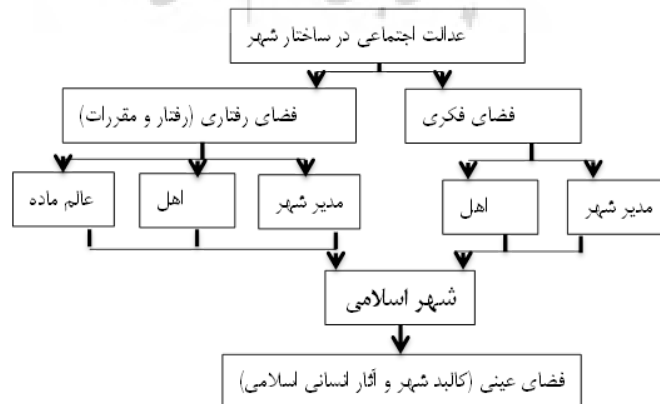 عدالت اجتماعی در ساختار شهر
فضای فکری
فضای رفتاری (رفتار و مقررات)
مدیر شهر
اهل
مدیر شهر
اهل
عالم ماده
شهر اسلامی
فضای عینی (کالبد شهر و آثار انسانی اسلامی)